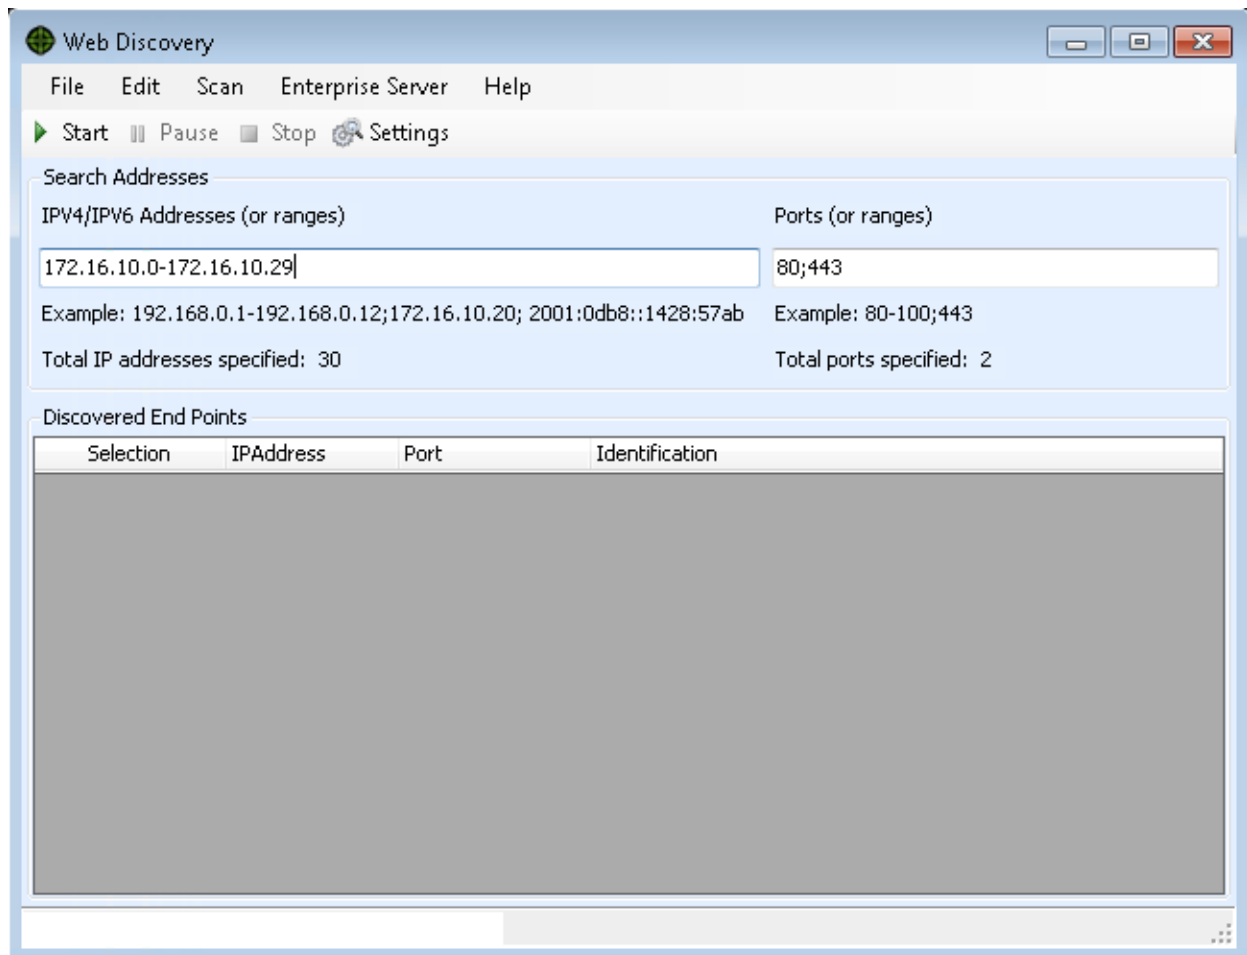 Web Discovery
File Edit Scan Enterprise Server Help
Start Pause Stop Settings
Search Addresses
IPV4/IPV6 Addresses (or ranges) Ports (or ranges)
172.16.10.0-172.16.10.29 80;443
Example: 192.168.0.1-192.168.0.12;172.16.10.20; 2001:0db8::1428:57ab Example: 80-100;443
Total IP addresses specified: 30 Total ports specified: 2
Discovered End Points
Selection IPAddress Port Identification